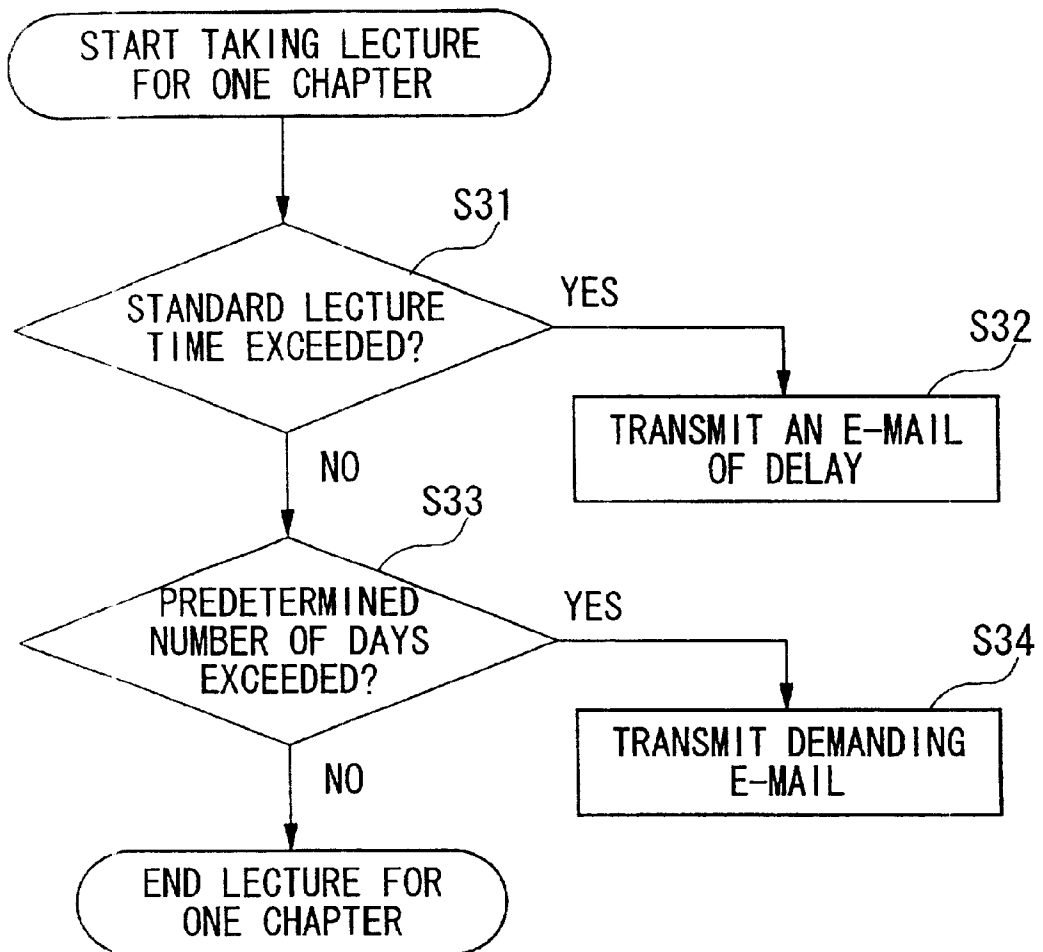 START TAKING LECTURE
FOR ONE CHAPTER
S31
STANDARD LECTURE
TIME EXCEEDED?
YES
S32
TRANSMIT AN E-MAIL
OF DELAY
NO
S33
PREDETERMINED
NUMBER OF DAYS
EXCEEDED?
YES
S34
TRANSMIT DEMANDING
E-MAIL
NO
END LECTURE FOR
ONE CHAPTER